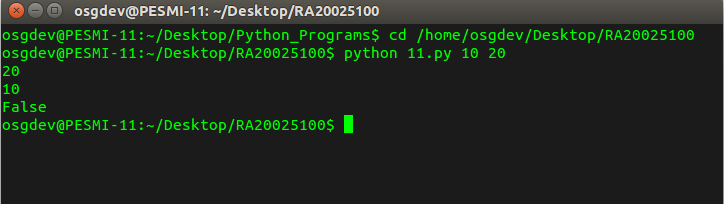 osgdev@PESMI-11: ~/Desktop/RA20025100
osgdev@PESMI-11:~/Desktop/Python_Programs$ cd /home/osgdev/Desktop/RA20025100
osgdev@PESMI-11:~/Desktop/RA20025100$ python 11.py 10 20
20
10
False
osgdev@PESMI-11:~/Desktop/RA20025100$